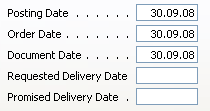 Posting Date . . . . . . 30.09.08
Order Date . . . . . . . 30.09.08
Document Date . . . . . 30.09.08
Requested Delivery Date
Promised Delivery Date .